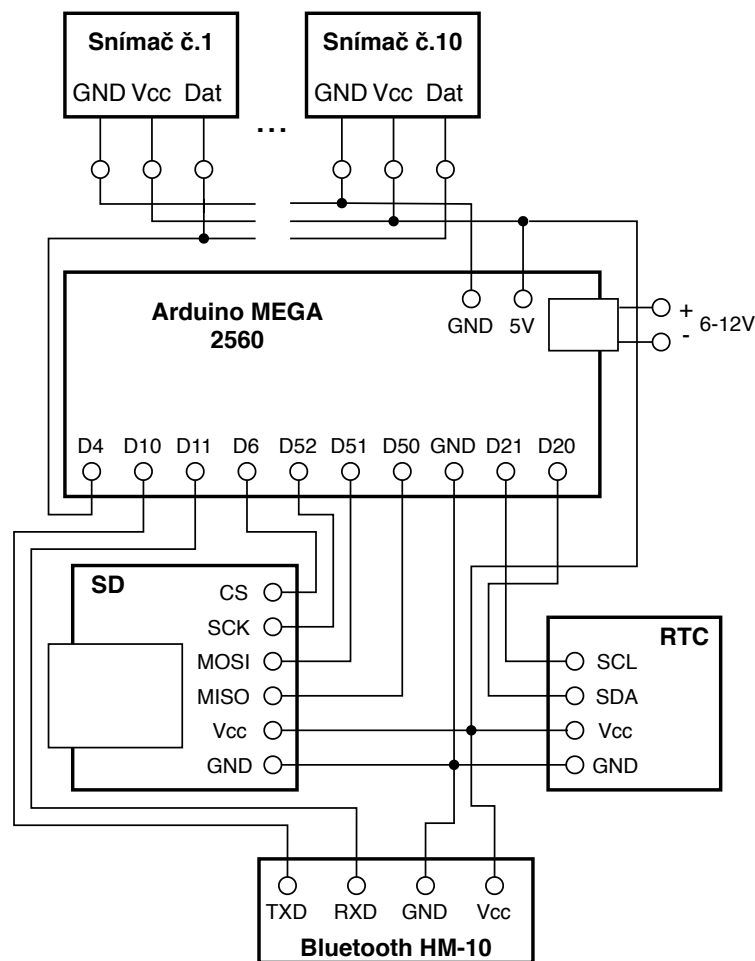 Snímač č.1
GND Vcc Dat
...
Snímač č.10
GND Vcc Dat
Arduino MEGA
2560
GND 5V
+
-
6-12V
D4 D10 D11 D6 D52 D51 D50 GND D21 D20
SD
CS
SCK
MOSI
MISO
Vcc
GND
RTC
SCL
SDA
Vcc
GND
TXD RXD GND Vcc
Bluetooth HM-10